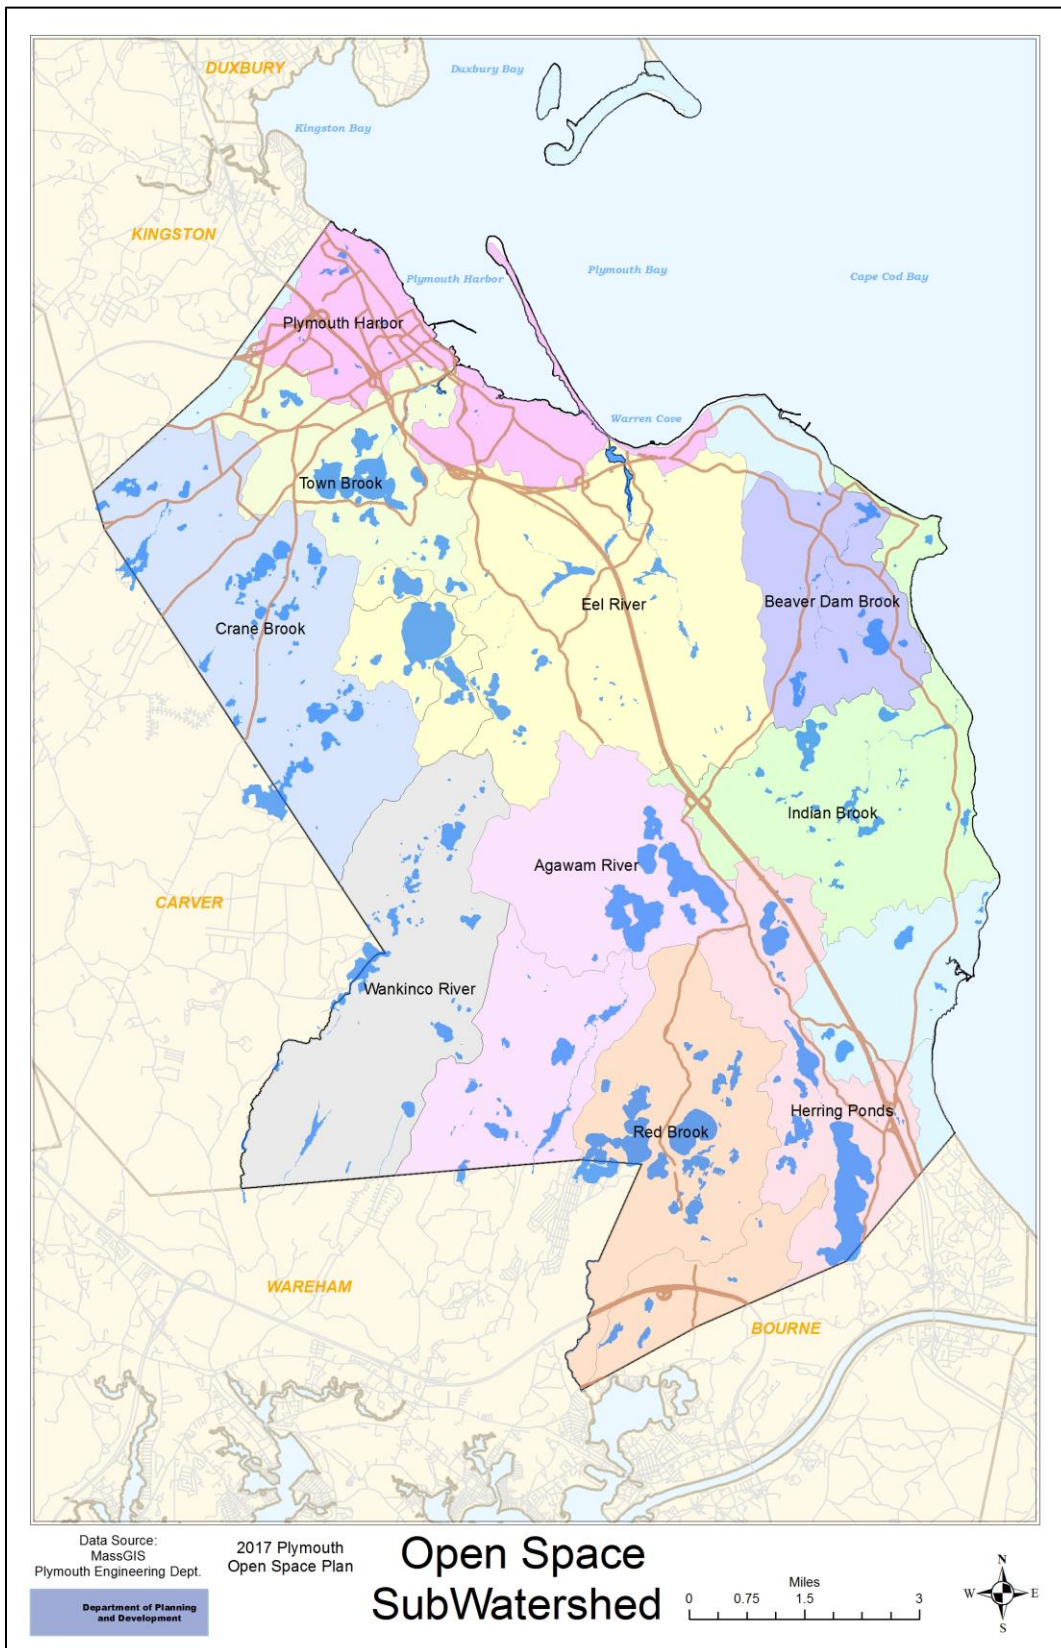 DUXBURY
Duxbury Bay
Kingston Bay
KINGSTON
Plymouth Harbor
Plymouth Bay
Cape Cod Bay
Plymouth Harbor
Warren Cove
Town Brook
Eel River
Beaver Dam Brook
Crane Brook
Indian Brook
Agawam River
CARVER
Wankinco River
Herring Ponds
Red Brook
WAREHAM
BOURNE
Data Source:
MassGIS
Plymouth Engineering Dept.
Department of Planning
and Development
2017 Plymouth
Open Space Plan
Open Space
SubWatershed
Miles
0 0.75 1.5 3
N
W E
S